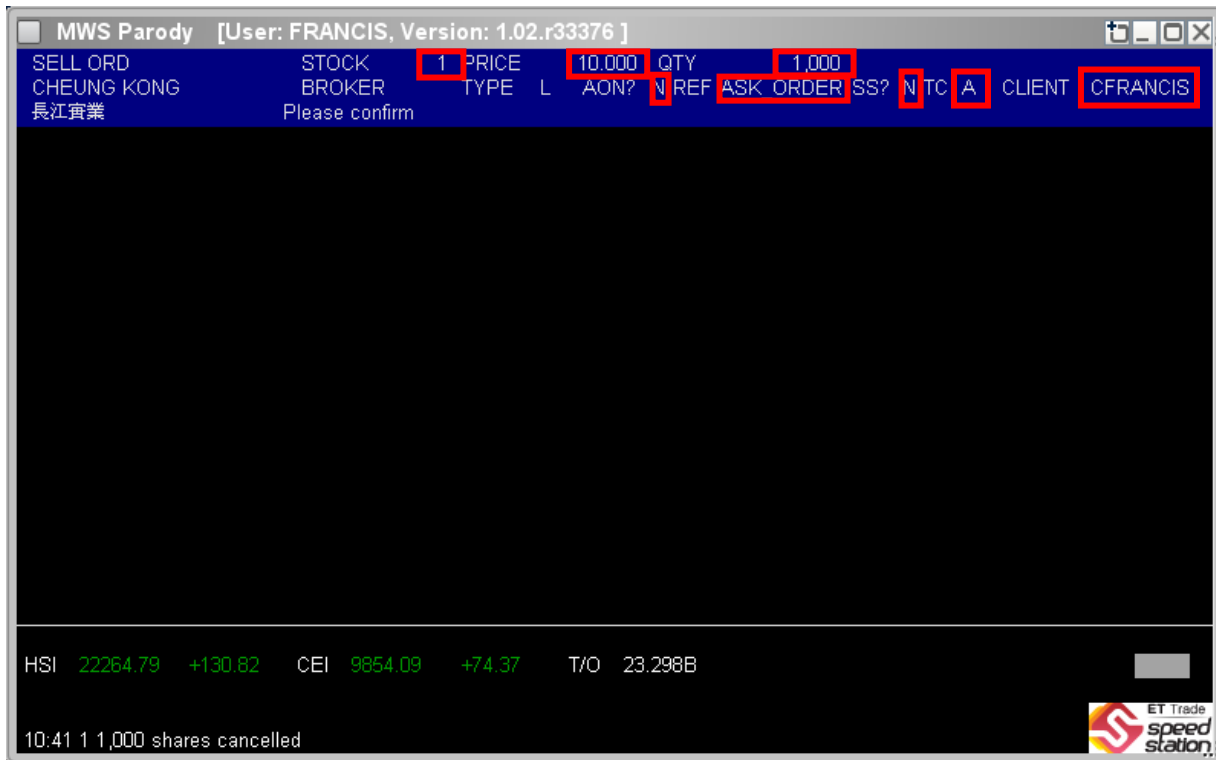 MWS Parody [User: FRANCIS, Version: 1.02.r33376 ]
SELL ORD STOCK 1 PRICE 10.000 QTY 1,000
CHEUNG KONG BROKER TYPE L AON? N REF ASK ORDER SS? N TC A CLIENT CFRANCIS
長江實業 Please confirm
HSI 22264.79 +130.82 CEI 9854.09 +74.37 T/O 23.298B
ET Trade
speed
station
10:41 1 1,000 shares cancelled